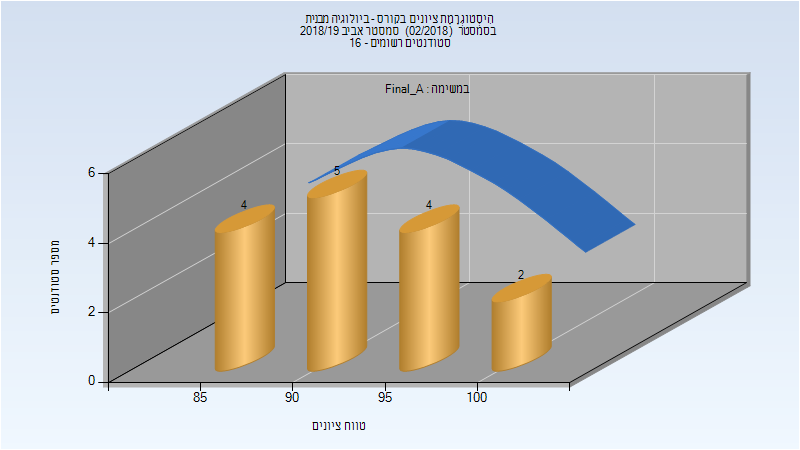 היסטוגרמת ציונים בקורס - ביולוגיה מבנית
בסמסטר (02/2018) סמסטר אביב 2018/19
סטודנטים רשומים - 16
במשימה : Final_A
מספר סטודנטים
6
4
2
0
4
5
4
2
85
90
95
100
טווח ציונים